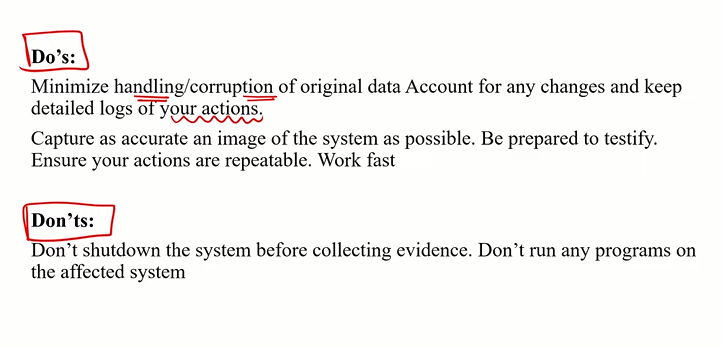 Do’s:
Minimize handling/corruption of original data Account for any changes and keep
detailed logs of your actions.
Capture as accurate an image of the system as possible. Be prepared to testify.
Ensure your actions are repeatable. Work fast
Don’ts:
Don’t shutdown the system before collecting evidence. Don’t run any programs on
the affected system